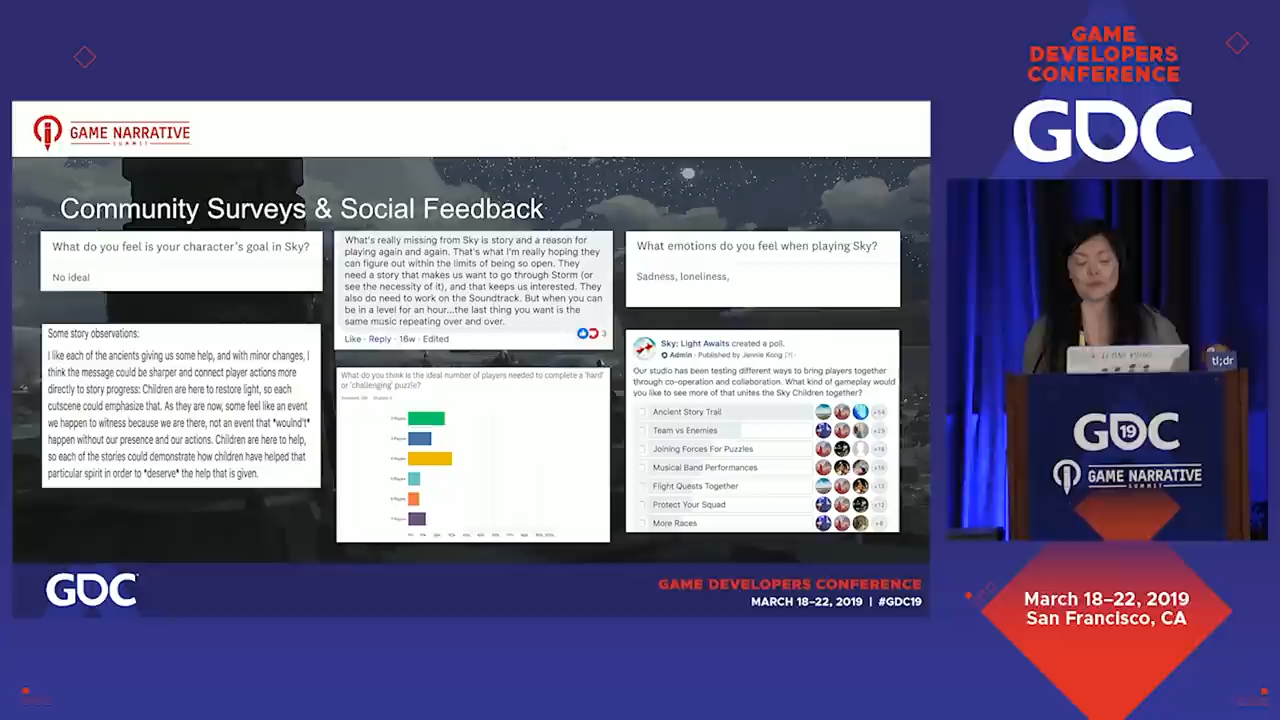 GAME
DEVELOPERS
CONFERENCE
GDC
GAME NARRATIVE
SUMMIT
Community Surveys & Social Feedback
What do you feel is your character's goal in Sky?
No ideal
Some story observations:
I like each of the ancients giving us some help, and with minor changes, I
think the message could be sharper and connect player actions more
directly to story progress: Children are here to restore light, so each
cutscene could emphasize that. As they are now, some feel like an event
we happen to witness because we are there, not an event that *wouldn't*
happen without our presence and our actions. Children are here to help,
so each of the stories could demonstrate how children have helped that
particular spirit in order to *deserve* the help that is given.
What's really missing from Sky is story and a reason for
playing again and again. That's what I'm really hoping they
can figure out within the limits of being so open. They
need a story that makes us want to go through Storm (or
see the necessity of it), and that keeps us interested. They
also do need to work on the Soundtrack. But when you can
be in a level for an hour...the last thing you want is the
same music repeating over and over.
Like · Reply · 16w · Edited
3
What do you think is the ideal number of players needed to complete a 'hard'
or 'challenging' puzzle?
What emotions do you feel when playing Sky?
Sadness, loneliness,
Sky: Light Awaits created a poll.
Admin · Published by Jennie Kong
Our studio has been testing different ways to bring players together
through co-operation and collaboration. What kind of gameplay would
you like to see more of that unites the Sky Children together?
Ancient Story Trail
Team vs Enemies
Joining Forces For Puzzles
Musical Band Performances
Flight Quests Together
Protect Your Squad
More Races
GDC
GAME DEVELOPERS CONFERENCE
MARCH 18–22, 2019 | #GDC19
tl;dr
GDC
19
GAME NARRATIVE
SUMMIT
March 18–22, 2019
San Francisco, CA